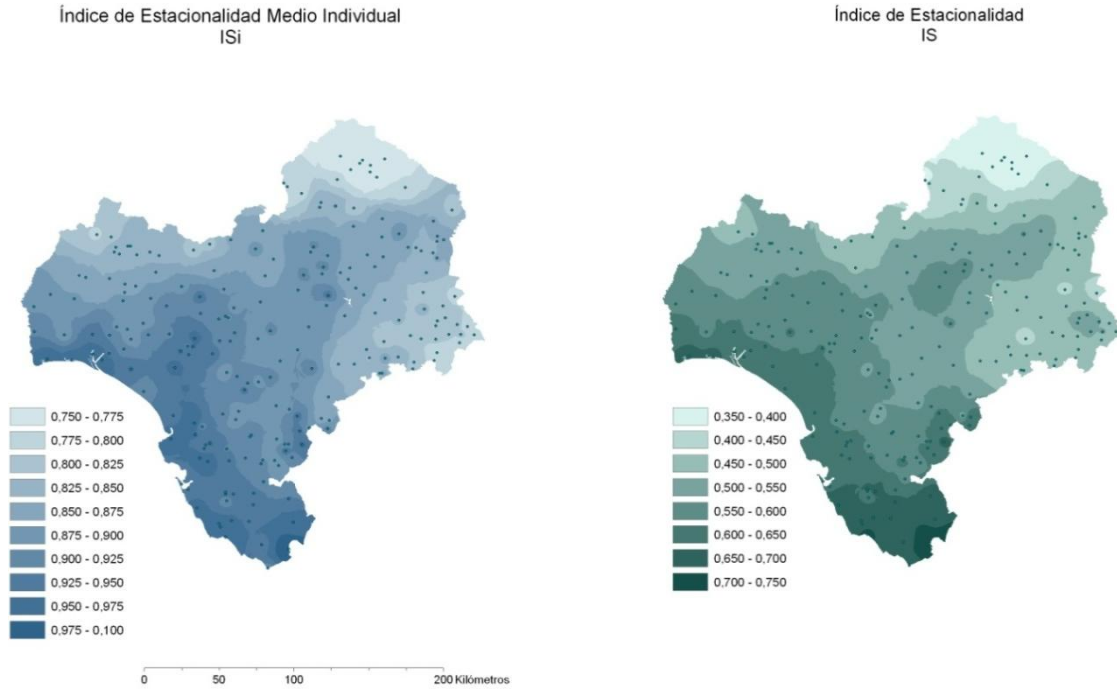 Índice de Estacionalidad Medio Individual
ISi
Índice de Estacionalidad
IS
0,750 - 0,775
0,775 - 0,800
0,800 - 0,825
0,825 - 0,850
0,850 - 0,875
0,875 - 0,900
0,900 - 0,925
0,925 - 0,950
0,950 - 0,975
0,975 - 0,100
0,350 - 0,400
0,400 - 0,450
0,450 - 0,500
0,500 - 0,550
0,550 - 0,600
0,600 - 0,650
0,650 - 0,700
0,700 - 0,750
0 50 100 200 Kilómetros